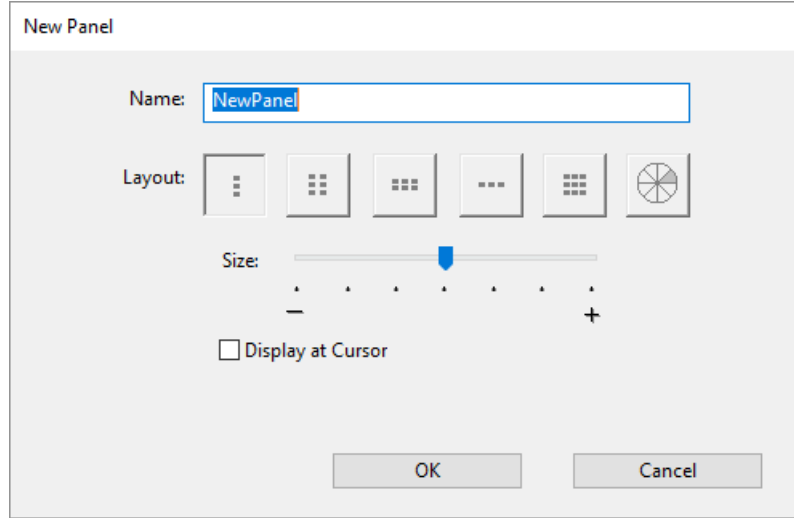 New Panel
Name: NewPanel
Layout:
Size:
− +
Display at Cursor
OK Cancel